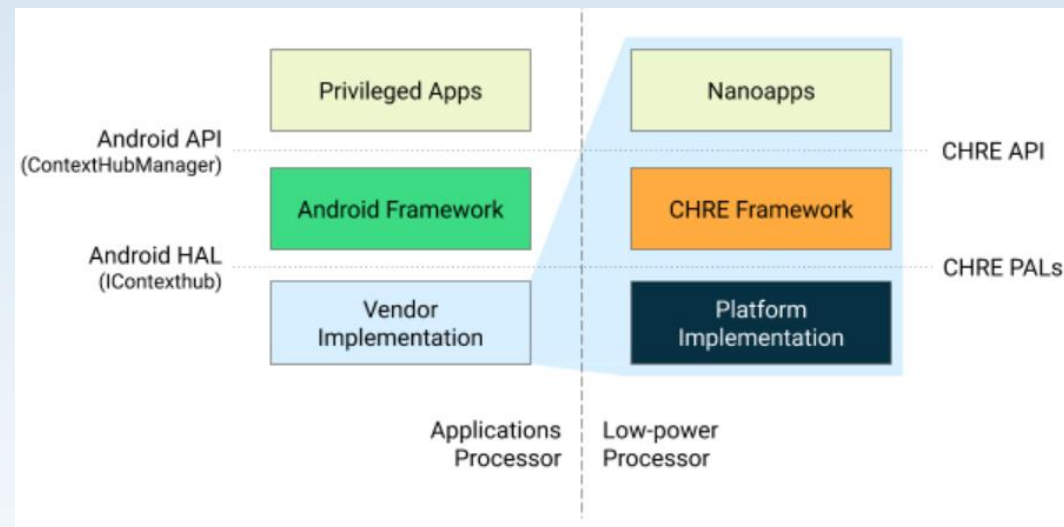 Privileged Apps
Nanoapps
Android API
(ContextHubManager)
CHRE API
Android Framework
CHRE Framework
Android HAL
(IContexthub)
CHRE PALs
Vendor
Implementation
Platform
Implementation
Applications
Processor
Low-power
Processor